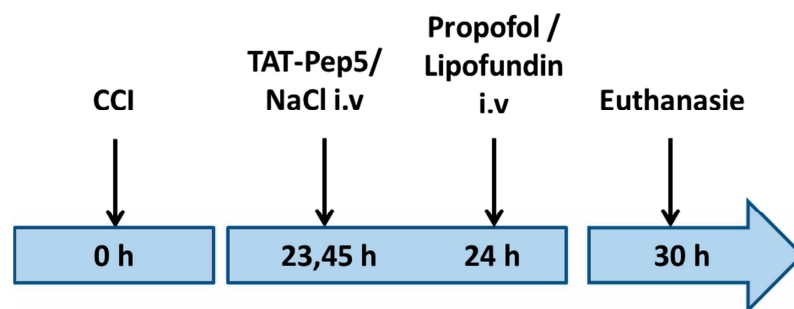 CCI
TAT-Pep5/
NaCl i.v
Propofol /
Lipofundin
i.v
Euthanasie
0 h
23,45 h
24 h
30 h